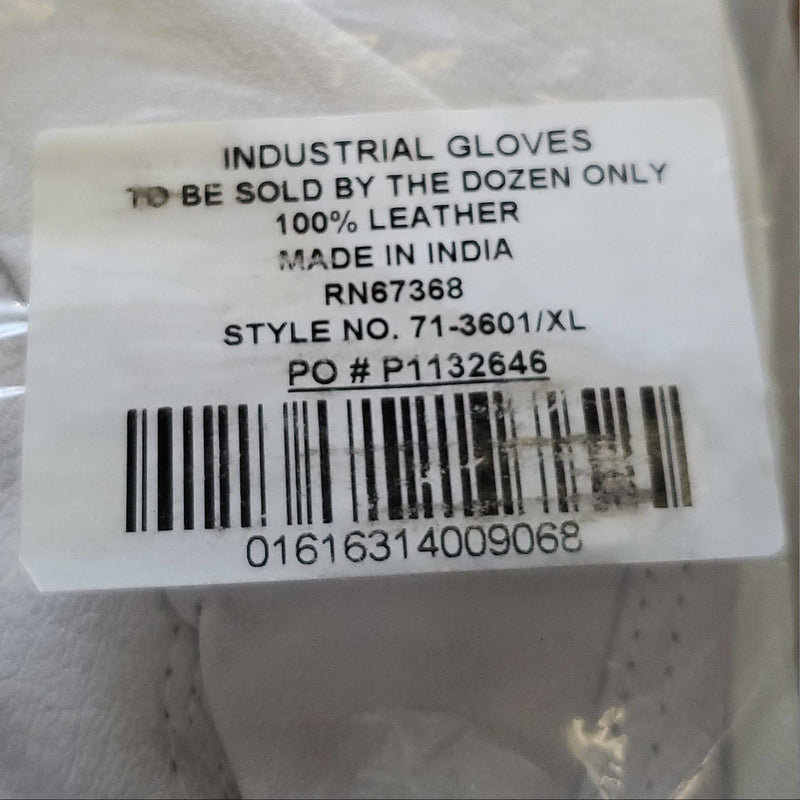 INDUSTRIAL GLOVES
TO BE SOLD BY THE DOZEN ONLY
100% LEATHER
MADE IN INDIA
RN67368
STYLE NO. 71-3601/XL
PO # P1132646
01616314009068